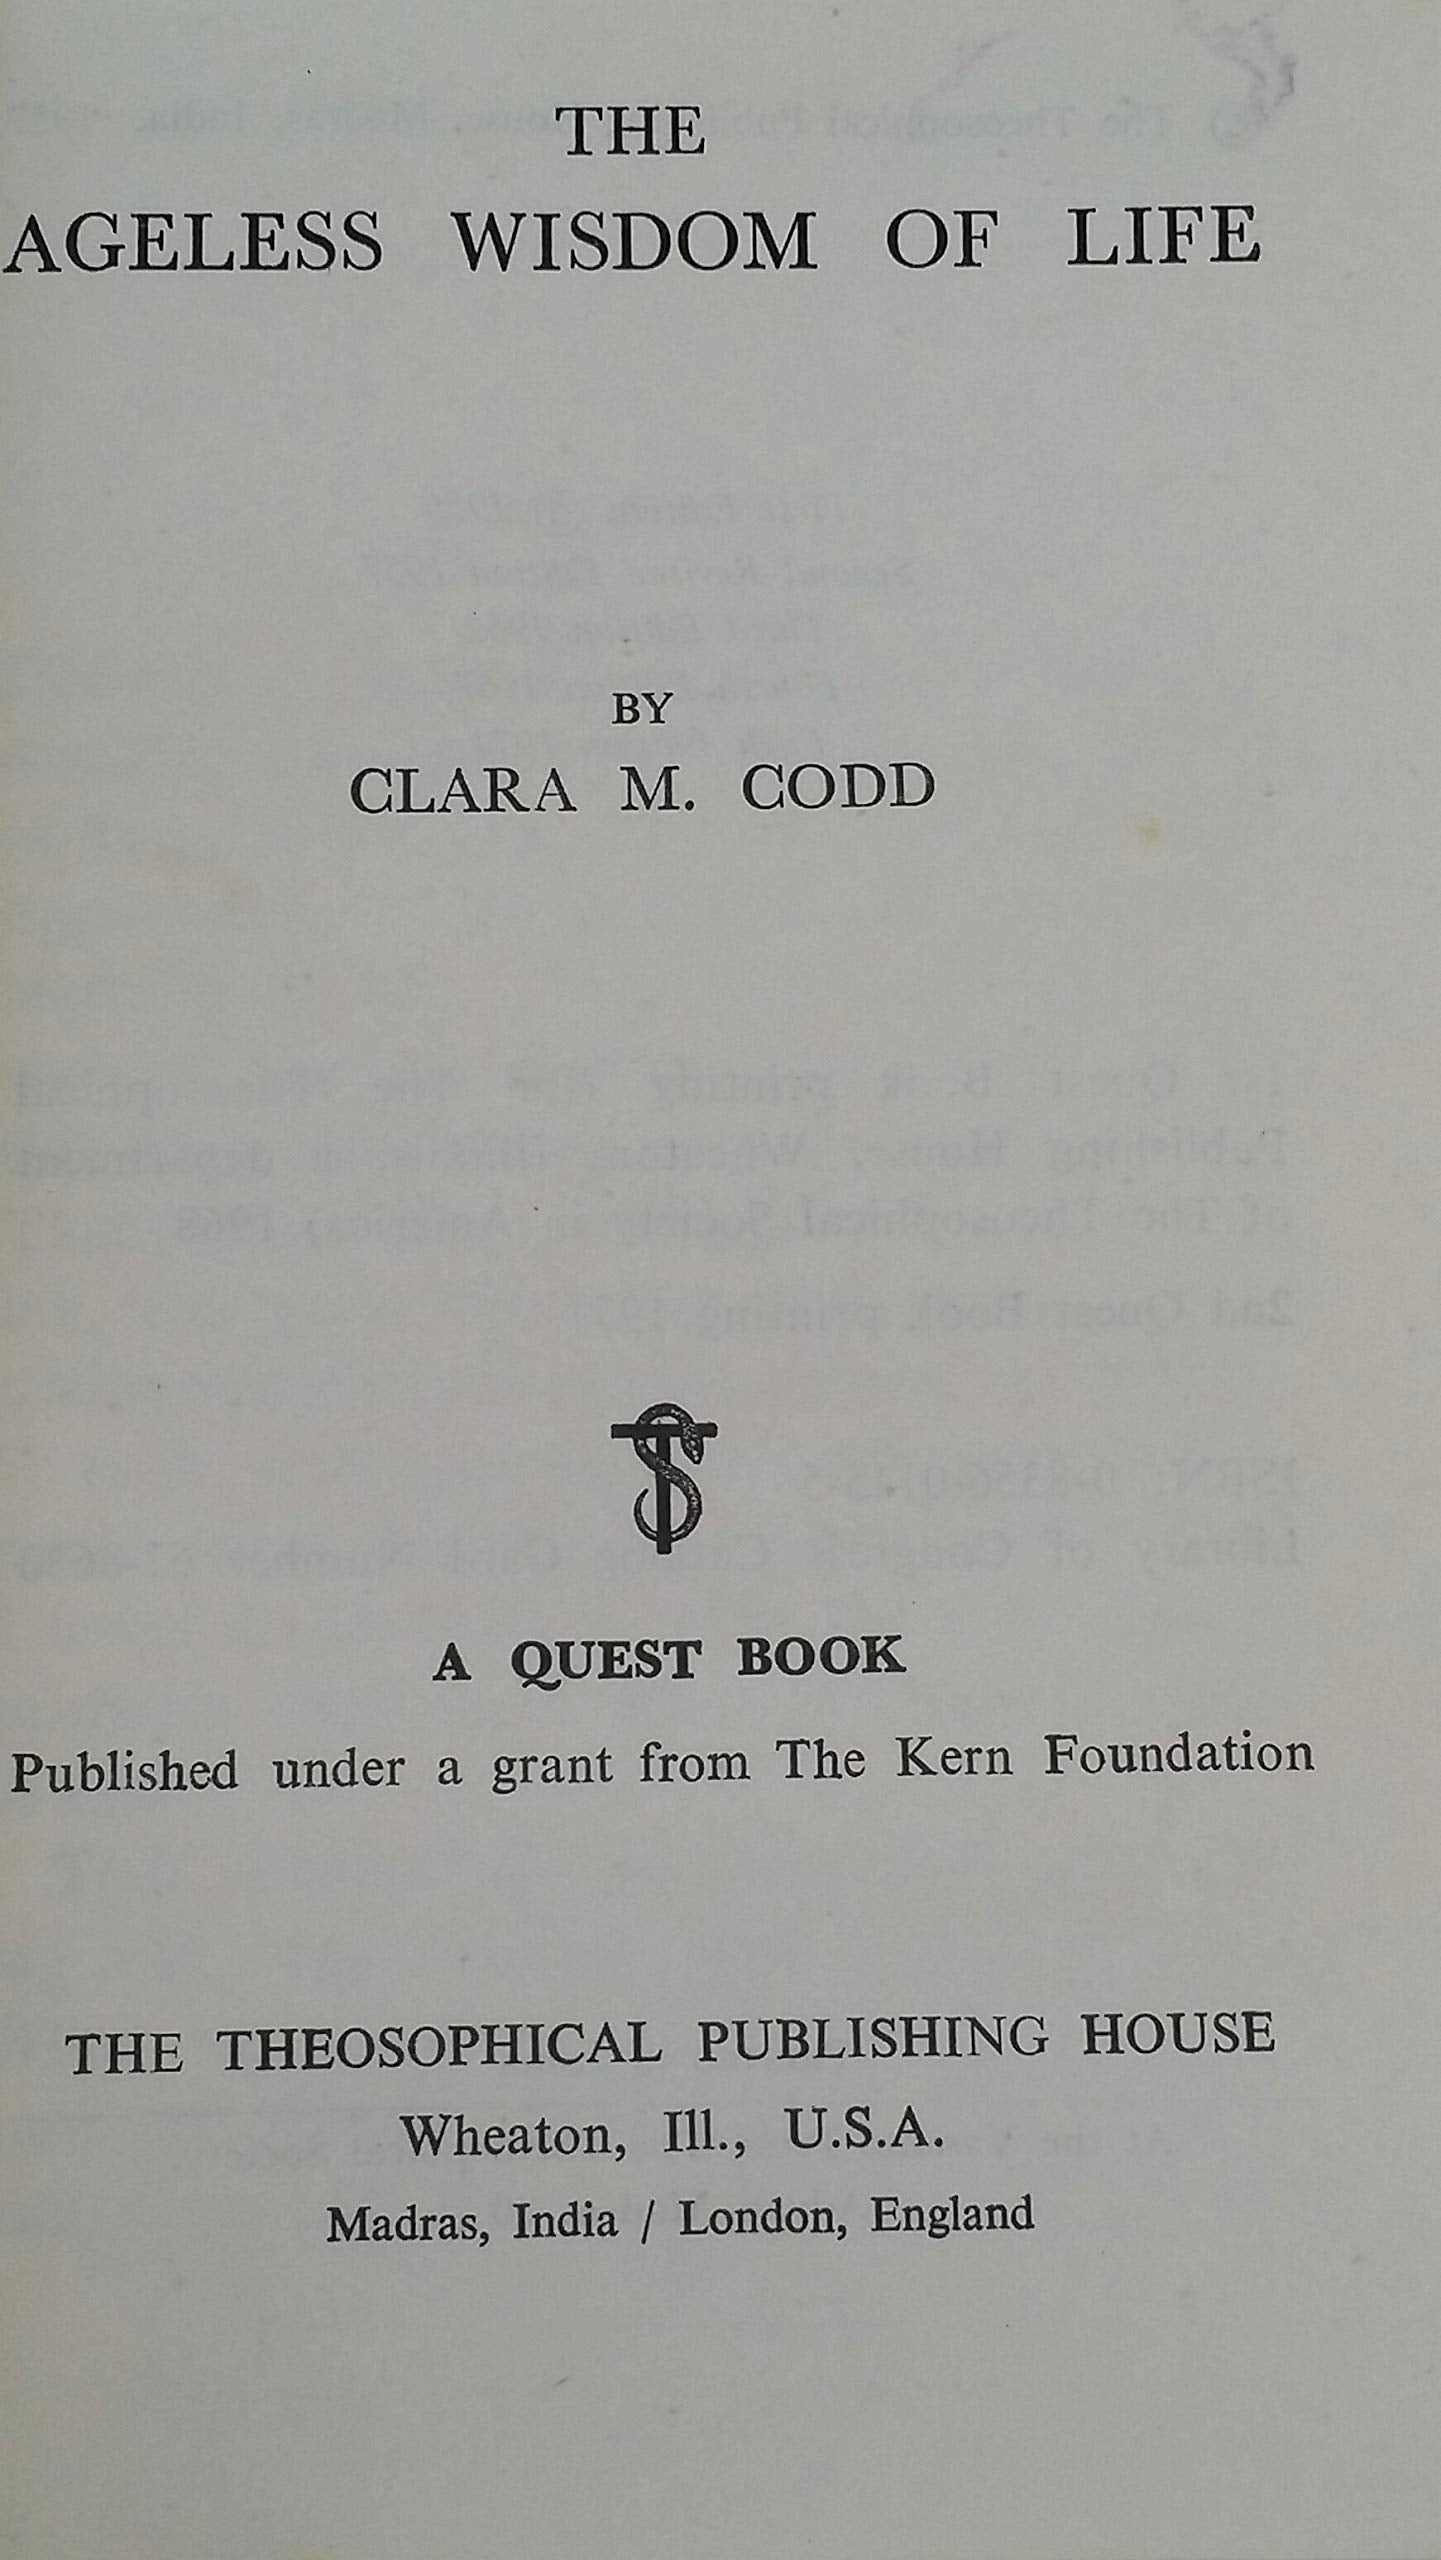 THE
AGELESS WISDOM OF LIFE
BY
CLARA M. CODD
TS
A QUEST BOOK
Published under a grant from The Kern Foundation
THE THEOSOPHICAL PUBLISHING HOUSE
Wheaton, Ill., U.S.A.
Madras, India / London, England